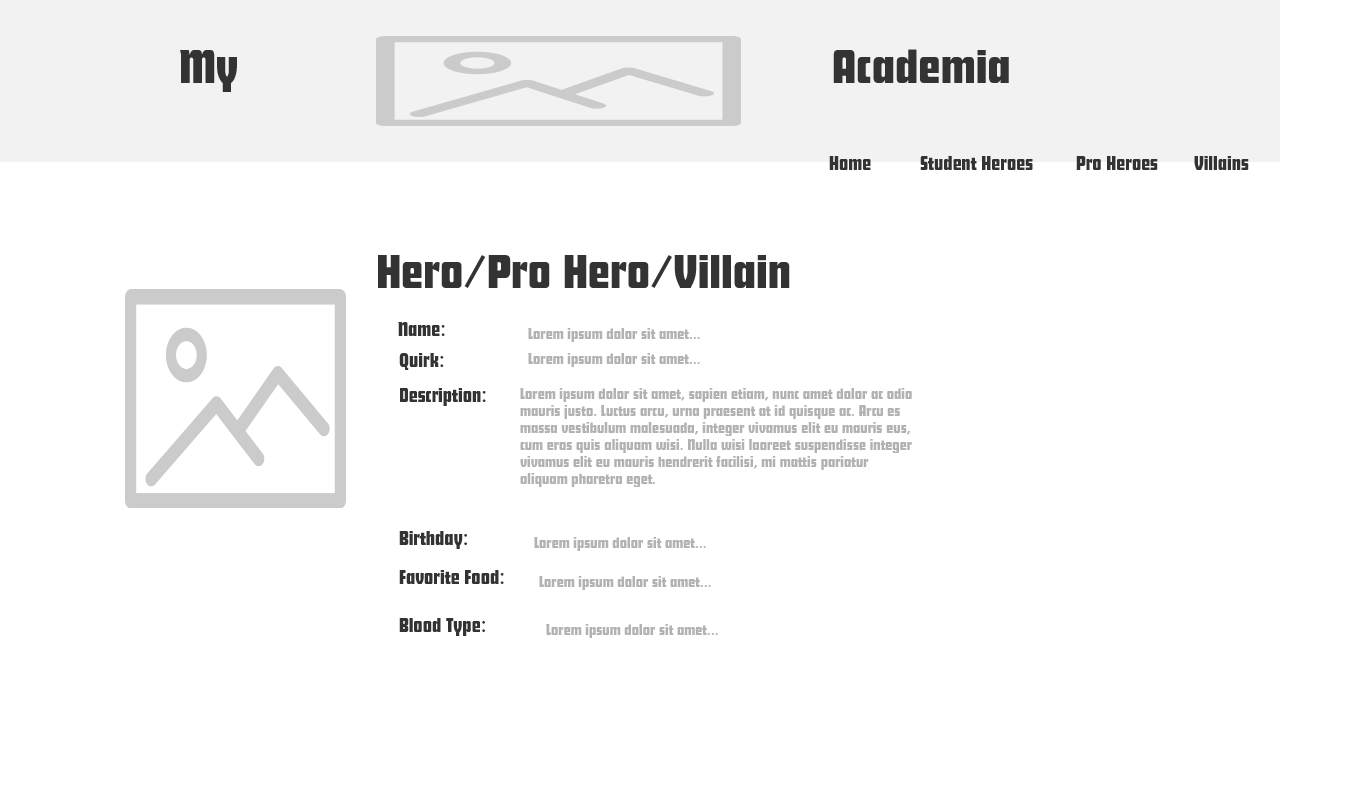 My Academia
Home Student Heroes Pro Heroes Villains
Hero/Pro Hero/Villain
Name: Lorem ipsum dolor sit amet...
Quirk: Lorem ipsum dolor sit amet...
Description: Lorem ipsum dolor sit amet, sapien etiam, nunc amet dolor ac odio
mauris justo. Luctus arcu, urna praesent at id quisque ac. Arcu es
massa vestibulum malesuada, integer vivamus elit eu mauris eus,
cum eros quis aliquam wisi. Nulla wisi laoreet suspendisse integer
vivamus elit eu mauris hendrerit facilisi, mi mattis pariatur
aliquam pharetra eget.
Birthday: Lorem ipsum dolor sit amet...
Favorite Food: Lorem ipsum dolor sit amet...
Blood Type: Lorem ipsum dolor sit amet...